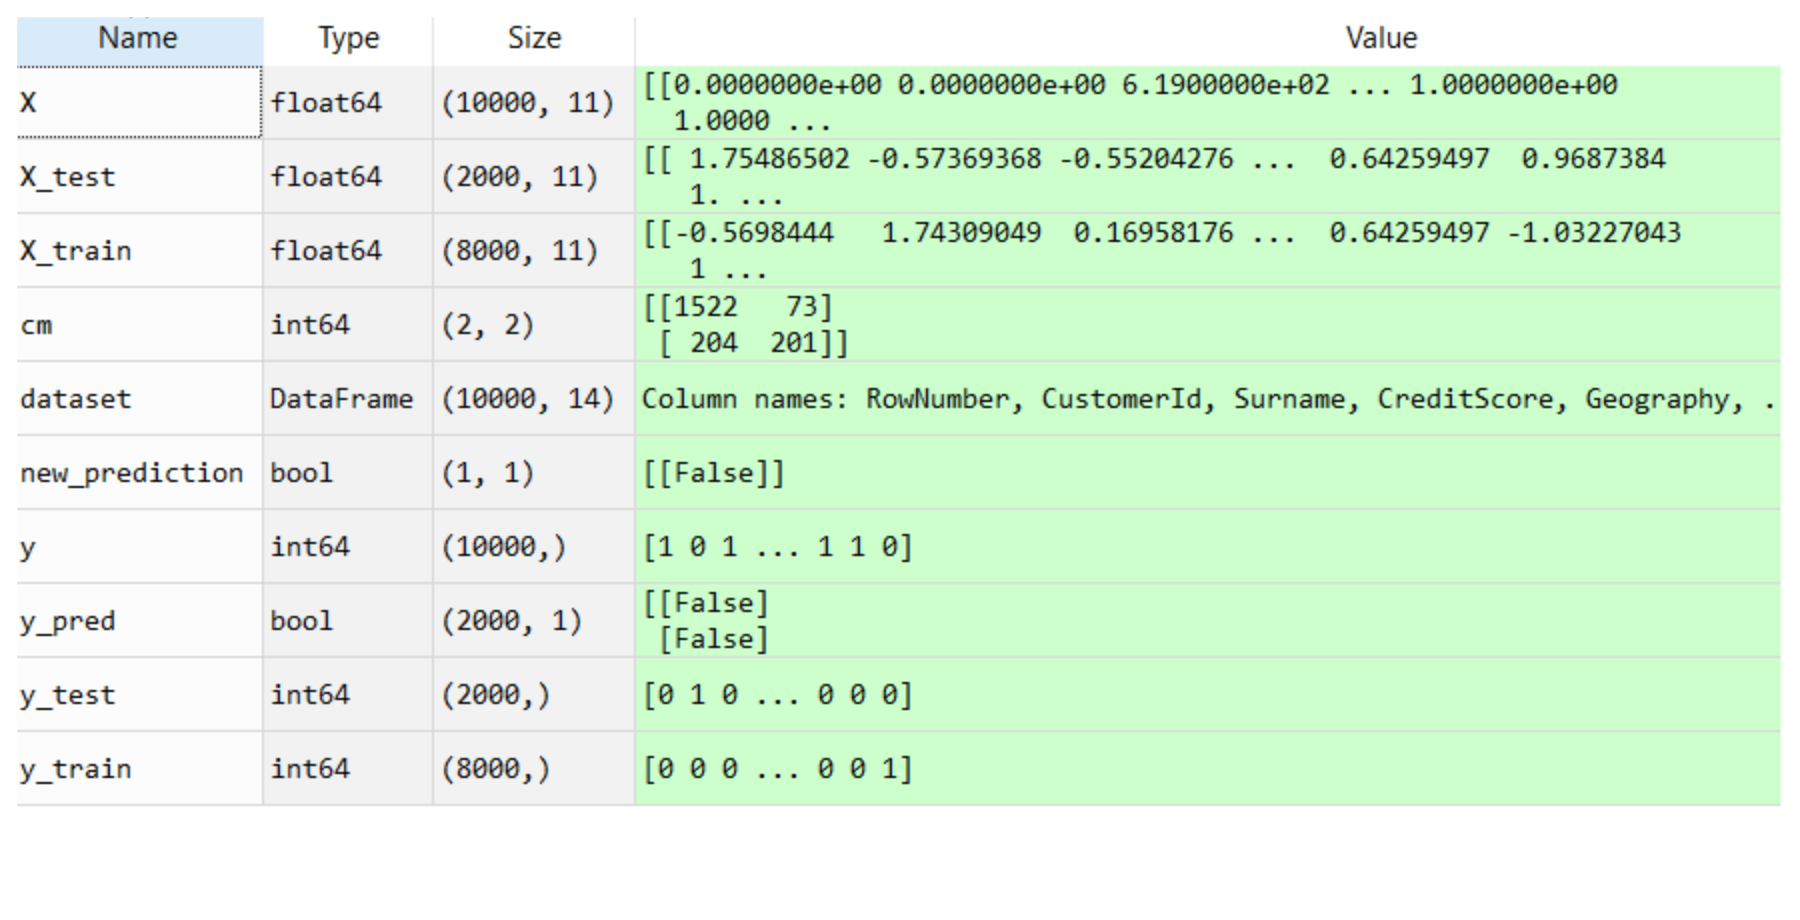 Name Type Size Value
X float64 (10000, 11) [[0.0000000e+00 0.0000000e+00 6.1900000e+02 ... 1.0000000e+00
1.0000 ...
X_test float64 (2000, 11) [[ 1.75486502 -0.57369368 -0.55204276 ... 0.64259497 0.9687384
1. ...
X_train float64 (8000, 11) [[-0.5698444 1.74309049 0.16958176 ... 0.64259497 -1.03227043
1 ...
cm int64 (2, 2) [[1522 73]
[ 204 201]]
dataset DataFrame (10000, 14) Column names: RowNumber, CustomerId, Surname, CreditScore, Geography, .
new_prediction bool (1, 1) [[False]]
y int64 (10000,) [1 0 1 ... 1 1 0]
y_pred bool (2000, 1) [[False]
[False]
y_test int64 (2000,) [0 1 0 ... 0 0 0]
y_train int64 (8000,) [0 0 0 ... 0 0 1]